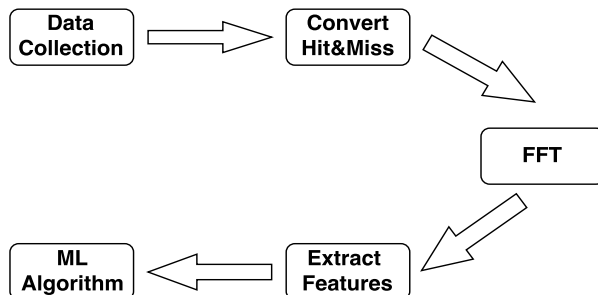 Data
Collection
Convert
Hit&Miss
FFT
Extract
Features
ML
Algorithm